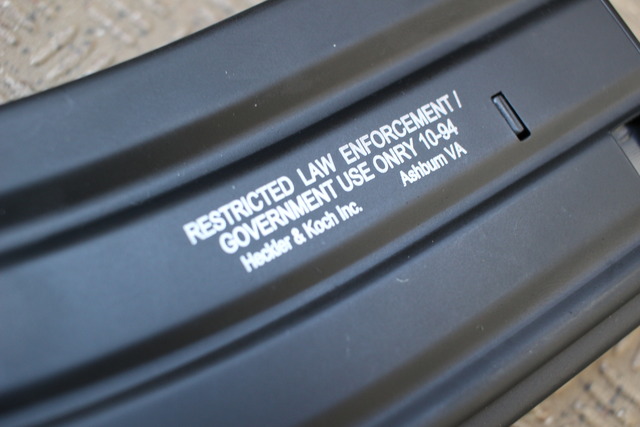 RESTRICTED LAW ENFORCEMENT /
GOVERNMENT USE ONRY 10-94
Heckler & Koch Inc. Ashburn VA